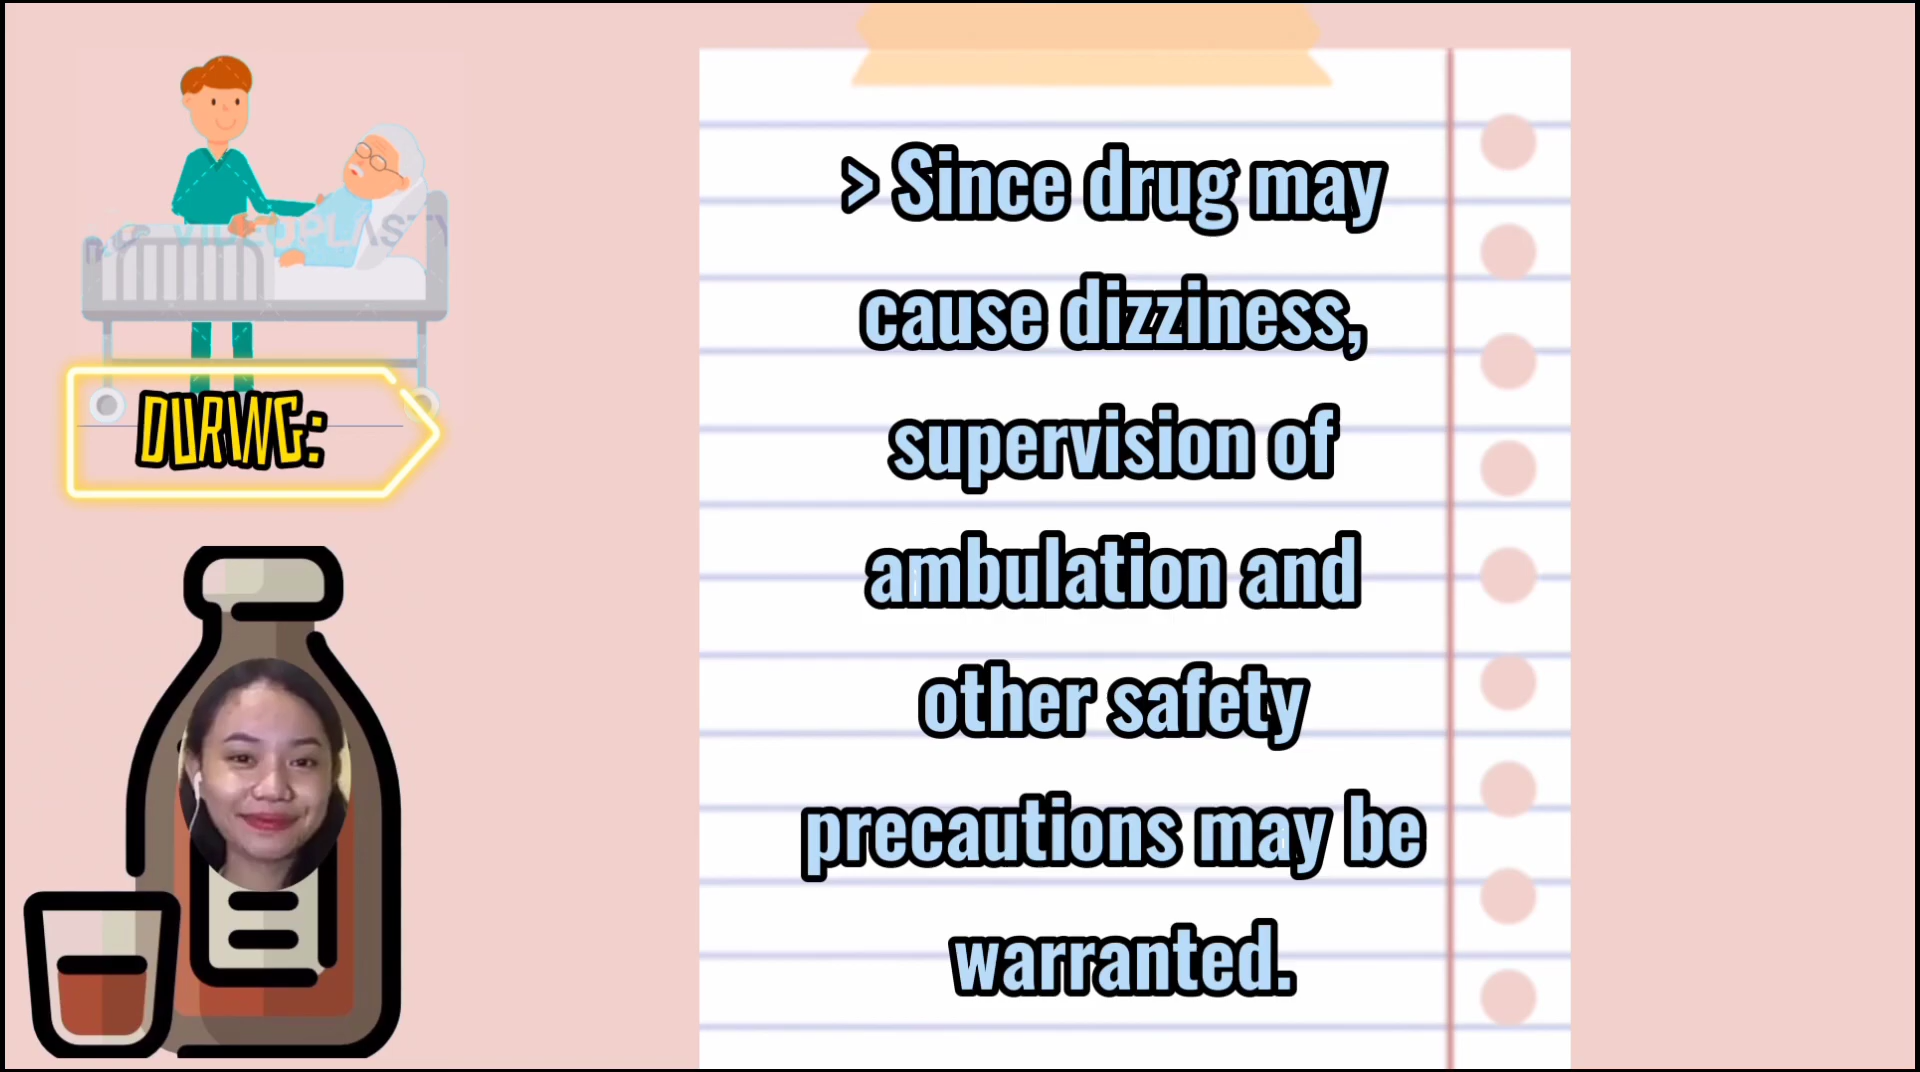 > Since drug may
cause dizziness,
supervision of
ambulation and
other safety
precautions may be
warranted.
DURING: